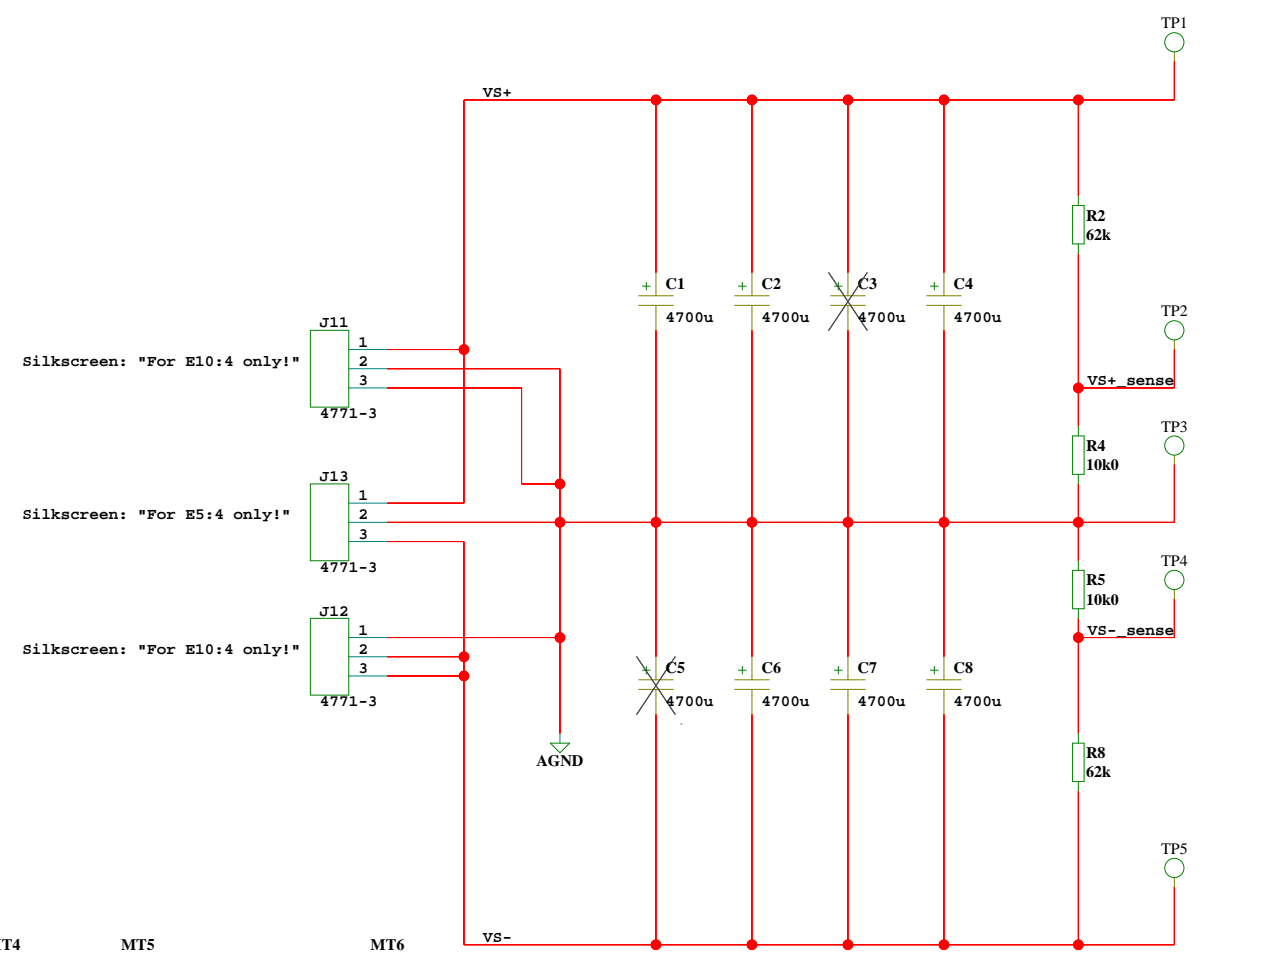 TP1
VS+
R2
62k
C1
4700u
C2
4700u
C3
4700u
C4
4700u
TP2
VS+_sense
J11
1
2
3
4771-3
Silkscreen: "For E10:4 only!"
TP3
R4
10k0
J13
1
2
3
4771-3
Silkscreen: "For E5:4 only!"
TP4
R5
10k0
VS-_sense
J12
1
2
3
4771-3
Silkscreen: "For E10:4 only!"
C5
4700u
C6
4700u
C7
4700u
C8
4700u
AGND
R8
62k
TP5
VS-
T4
MT5
MT6